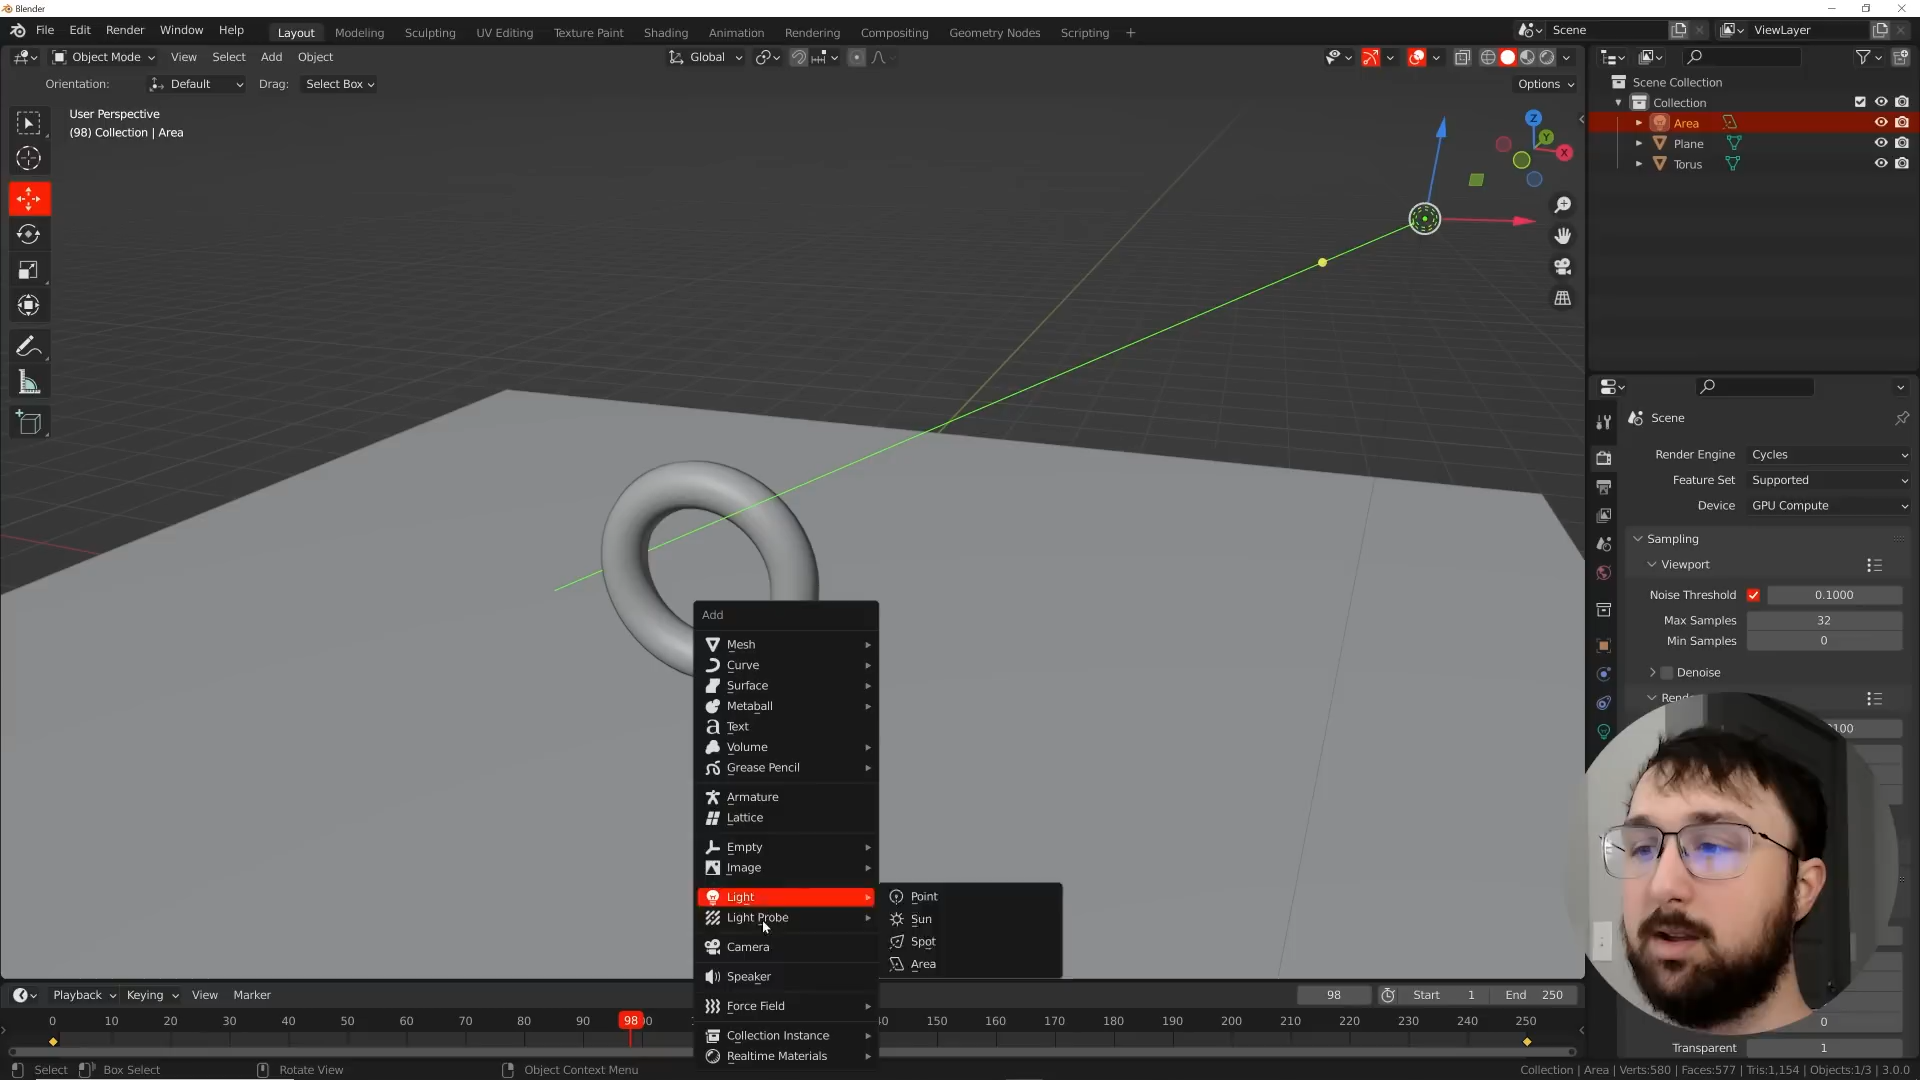 Blender
File Edit Render Window Help
Layout Modeling Sculpting UV Editing Texture Paint Shading Animation Rendering Compositing Geometry Nodes Scripting +
Scene
ViewLayer
Object Mode View Select Add Object
Global
Orientation: Default Drag: Select Box
Options
User Perspective
(98) Collection | Area
Z
Y
X
Scene Collection
Collection
Area
Plane
Torus
Scene
Render Engine Cycles
Feature Set Supported
Device GPU Compute
Sampling
Viewport
Noise Threshold 0.1000
Max Samples 32
Min Samples 0
Denoise
100
0
Transparent 1
Add
Mesh
Curve
Surface
Metaball
Text
Volume
Grease Pencil
Armature
Lattice
Empty
Image
Light
Light Probe
Camera
Speaker
Force Field
Collection Instance
Realtime Materials
Point
Sun
Spot
Area
Playback Keying View Marker
98 Start 1 End 250
0 10 20 30 40 50 60 70 80 90 98 150 160 170 180 190 200 210 220 230 240 250
Select Box Select Rotate View Object Context Menu
Collection | Area | Verts:580 | Faces:577 | Tris:1,154 | Objects:1/3 | 3.0.0